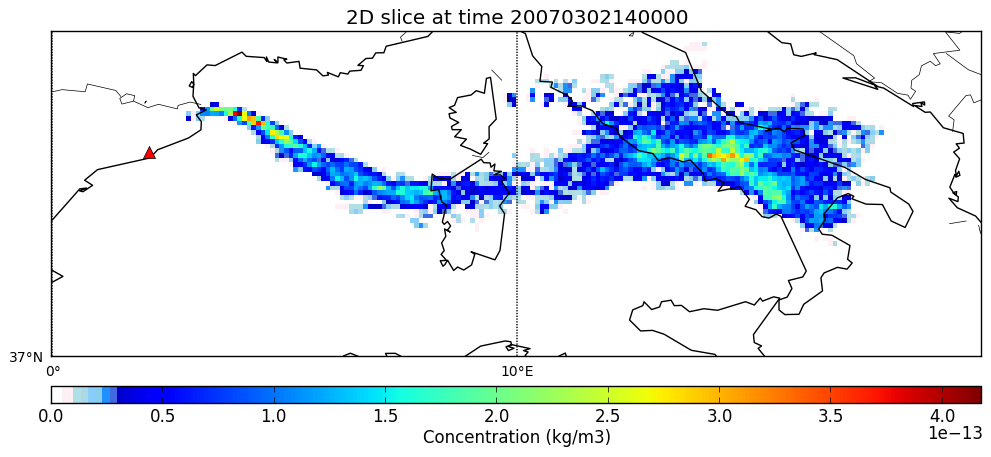 2D slice at time 20070302140000
37°N
0° 10°E
0.0 0.5 1.0 1.5 2.0 2.5 3.0 3.5 4.0
1e−13
Concentration (kg/m3)